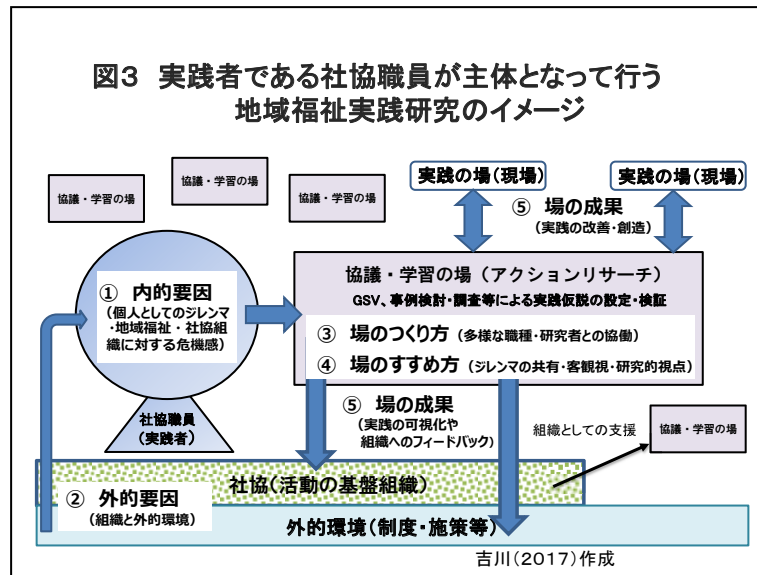 図3 実践者である社協職員が主体となって行う
地域福祉実践研究のイメージ
協議・学習の場
協議・学習の場
協議・学習の場
実践の場(現場)
実践の場(現場)
⑤ 場の成果
(実践の改善・創造)
① 内的要因
(個人としてのジレンマ
・地域福祉・社協組
織に対する危機感)
協議・学習の場(アクションリサーチ)
GSV、事例検討・調査等による実践仮説の設定・検証
③ 場のつくり方(多様な職種・研究者との協働)
④ 場のすすめ方(ジレンマの共有・客観視・研究的視点)
社協職員
(実践者)
⑤ 場の成果
(実践の可視化や
組織へのフィードバック)
組織としての支援
協議・学習の場
社協(活動の基盤組織)
② 外的要因
(組織と外的環境)
外的環境(制度・施策等)
吉川(2017)作成